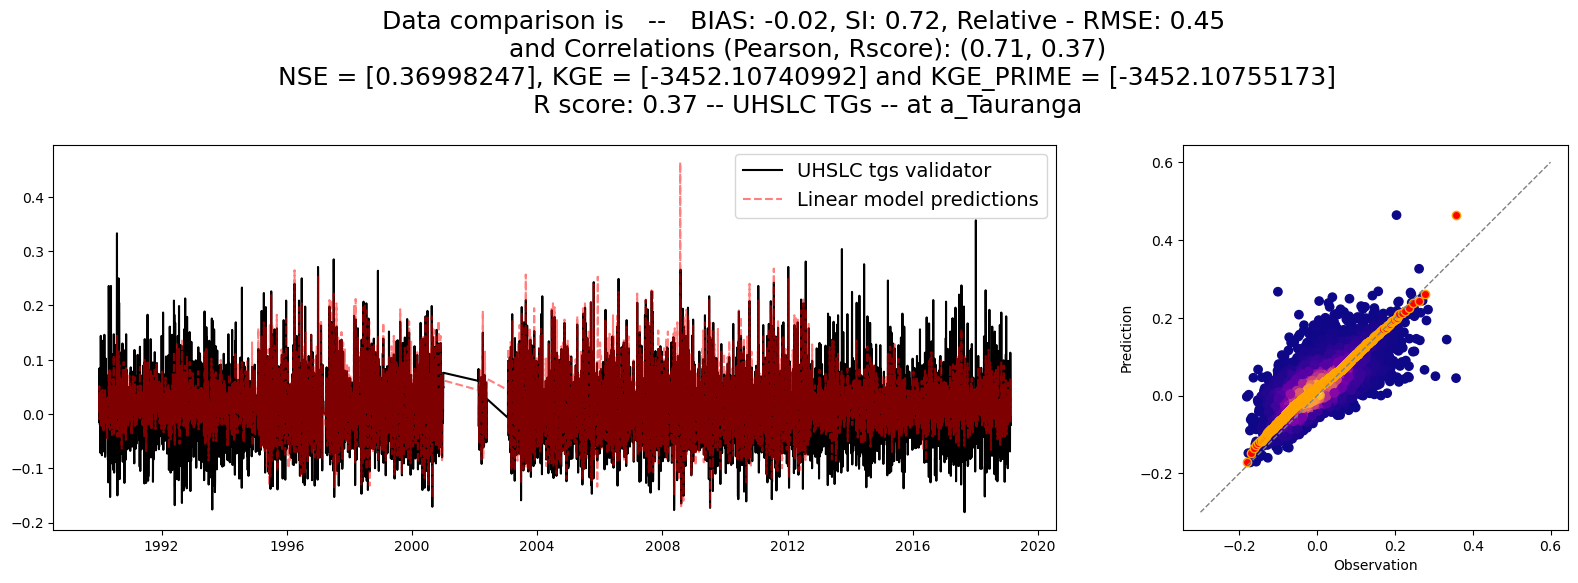 Data comparison is   --   BIAS: -0.02, SI: 0.72, Relative - RMSE: 0.45
and Correlations (Pearson, Rscore): (0.71, 0.37)
NSE = [0.36998247], KGE = [-3452.10740992] and KGE_PRIME = [-3452.10755173]
R score: 0.37 -- UHSLC TGs -- at a_Tauranga
UHSLC tgs validator
Linear model predictions
0.4
0.3
0.2
0.1
0.0
−0.1
−0.2
1992 1996 2000 2004 2008 2012 2016 2020
Prediction
0.6
0.4
0.2
0.0
−0.2
−0.2 0.0 0.2 0.4 0.6
Observation